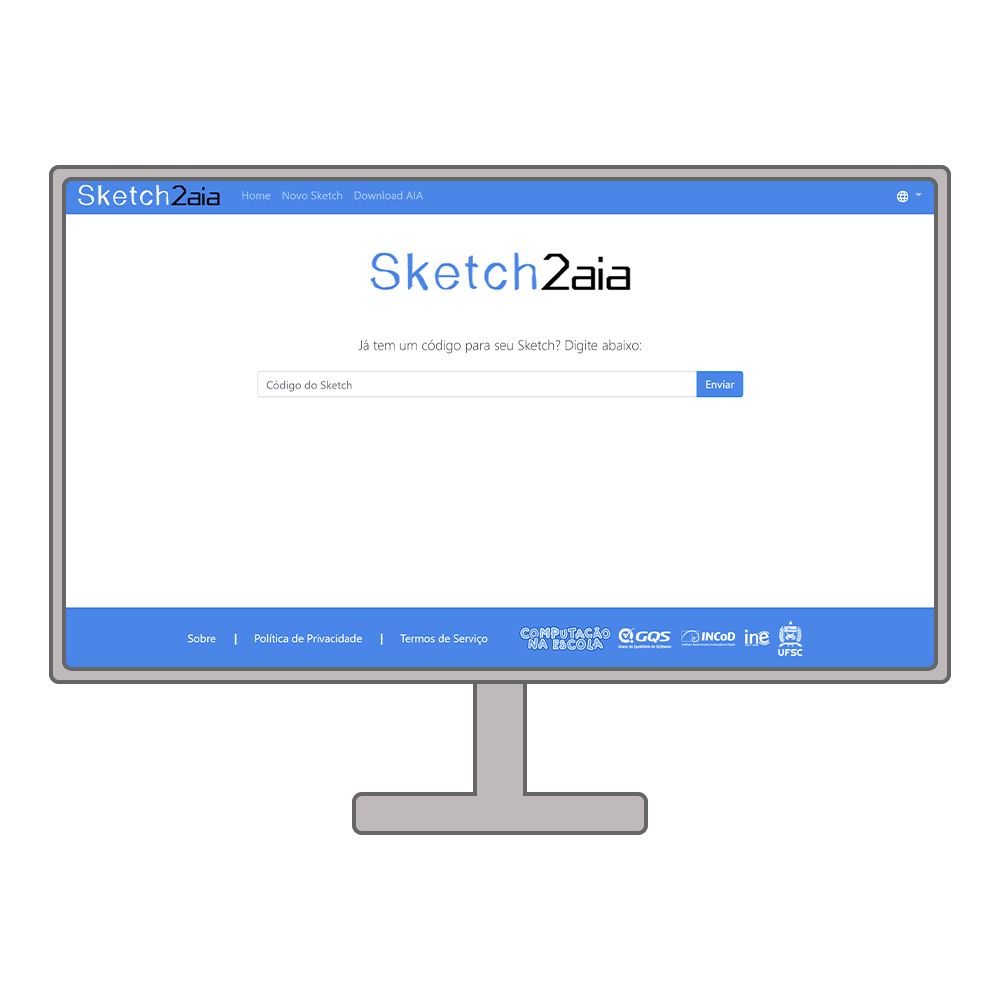 Sketch2aia Home Novo Sketch Download AIA
Sketch2aia
Já tem um código para seu Sketch? Digite abaixo:
Código do Sketch Enviar
Sobre | Política de Privacidade | Termos de Serviço
COMPUTAÇÃO
NA ESCOLA
GQS
Grupo de Qualidade de Software
INCoD
ine
UFSC